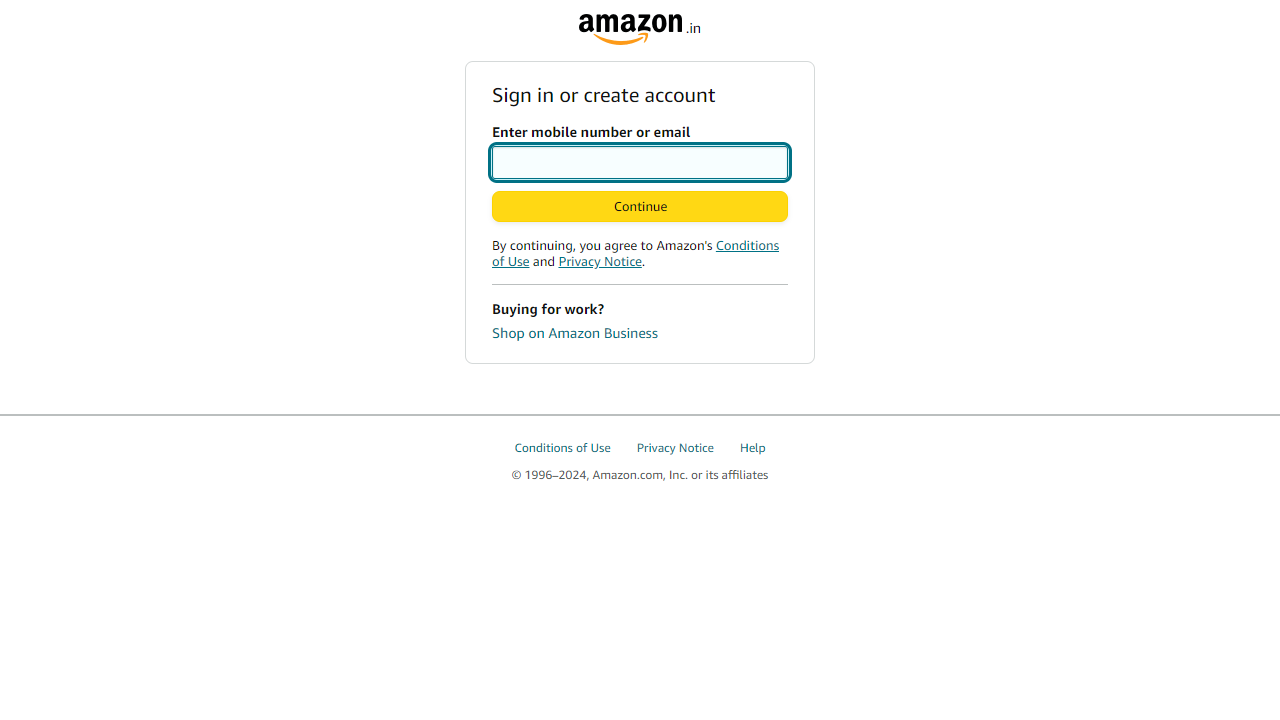 amazon.in
Sign in or create account
Enter mobile number or email
Continue
By continuing, you agree to Amazon's Conditions
of Use and Privacy Notice.
Buying for work?
Shop on Amazon Business
Conditions of Use Privacy Notice Help
© 1996–2024, Amazon.com, Inc. or its affiliates